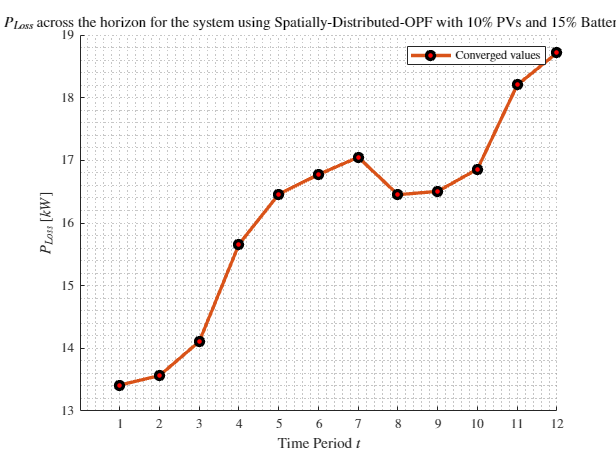 P_Loss across the horizon for the system using Spatially-Distributed-OPF with 10% PVs and 15% Batter
19
Converged values
18
17
16
15
14
13
P_Loss [kW]
1 2 3 4 5 6 7 8 9 10 11 12
Time Period t